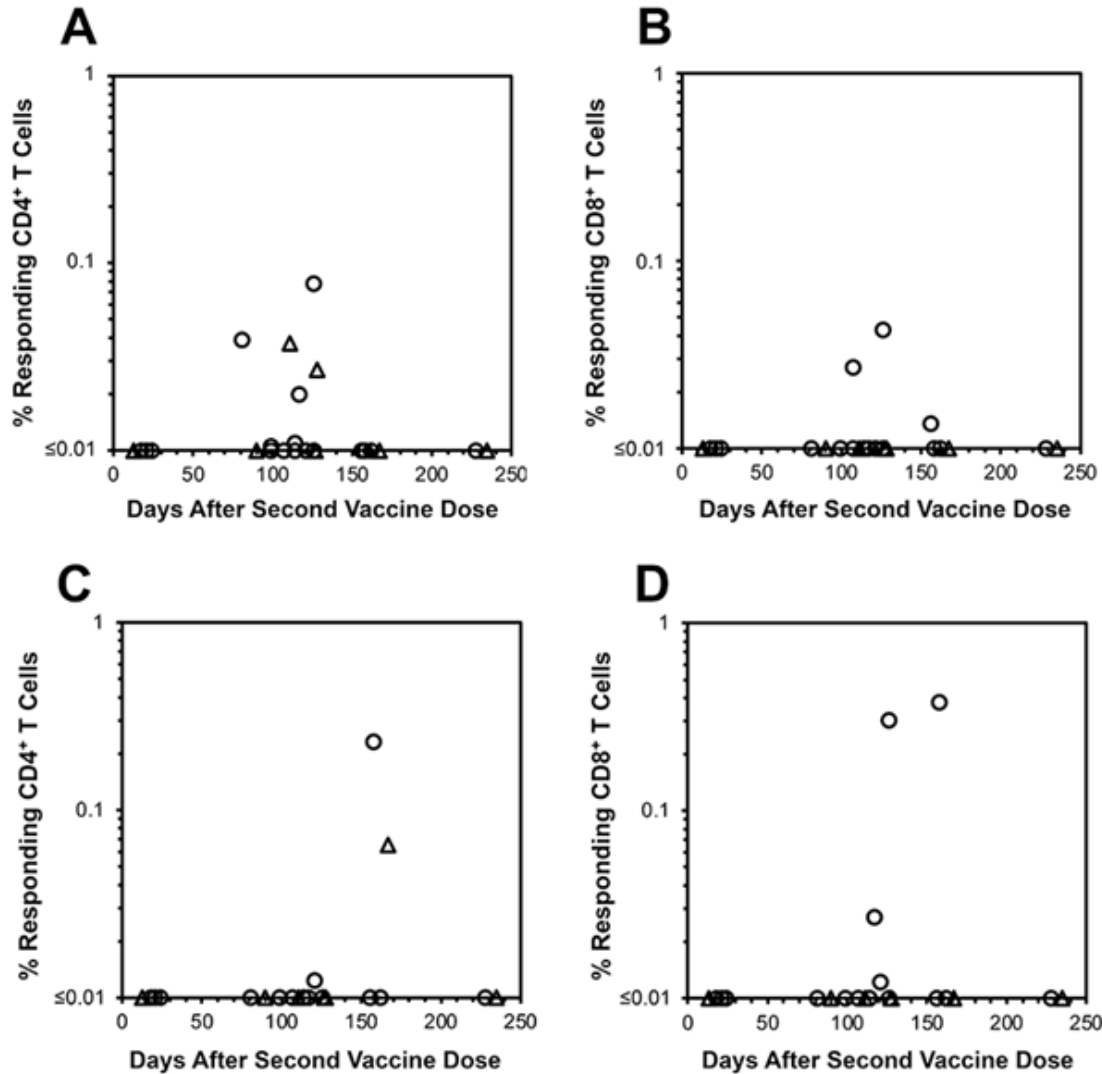 A
% Responding CD4⁺ T Cells
1
0.1
≤0.01
0 50 100 150 200 250
Days After Second Vaccine Dose
B
% Responding CD8⁺ T Cells
1
0.1
≤0.01
0 50 100 150 200 250
Days After Second Vaccine Dose
C
% Responding CD4⁺ T Cells
1
0.1
≤0.01
0 50 100 150 200 250
Days After Second Vaccine Dose
D
% Responding CD8⁺ T Cells
1
0.1
≤0.01
0 50 100 150 200 250
Days After Second Vaccine Dose